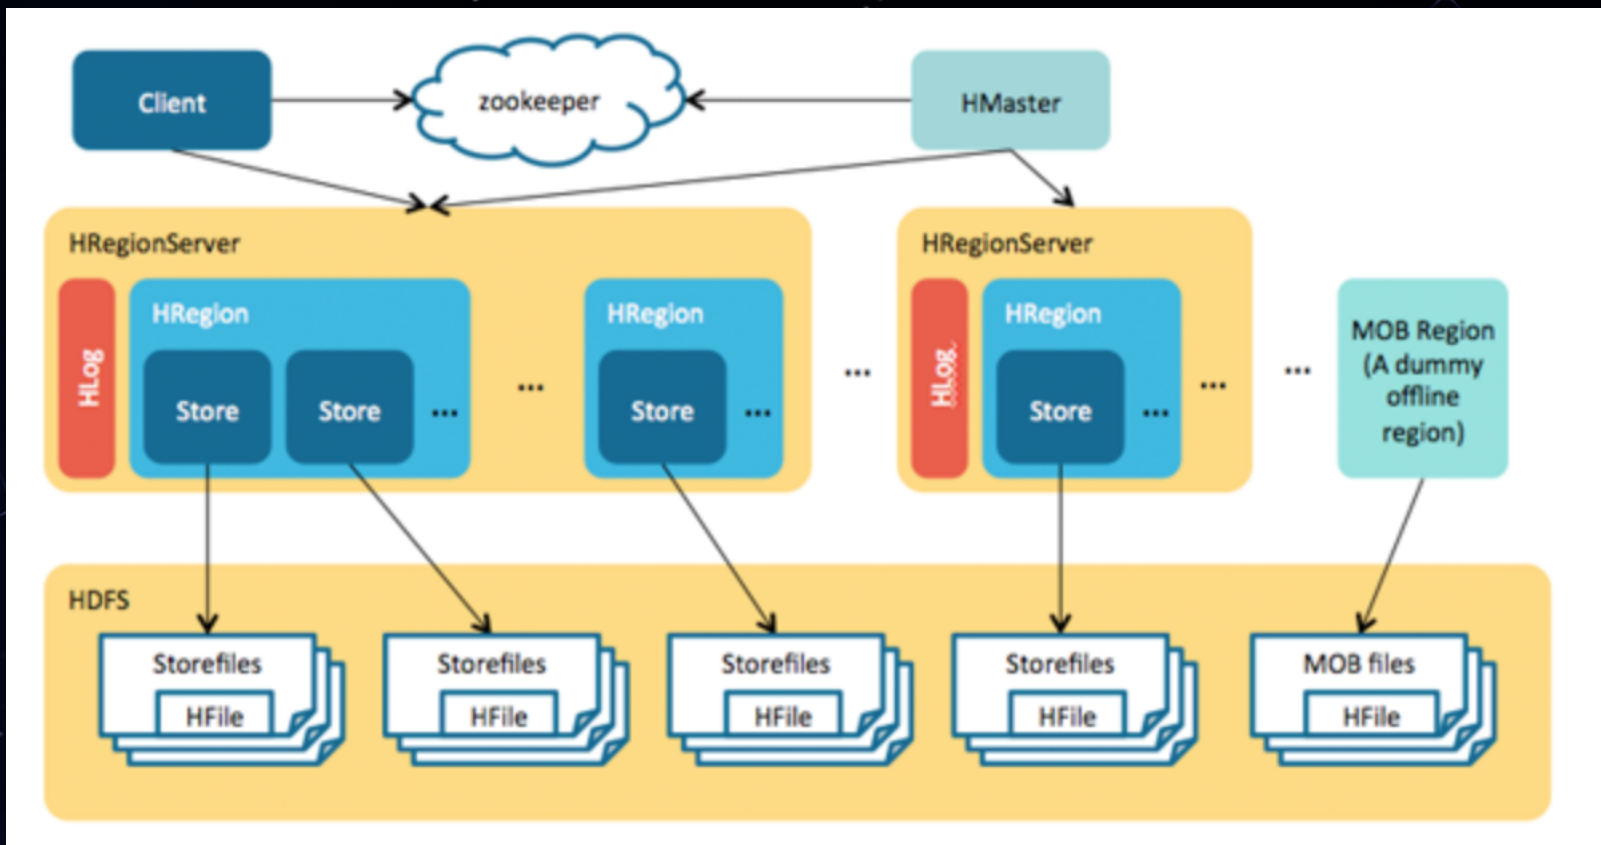 Client
zookeeper
HMaster
HRegionServer
HLog
HRegion
Store
Store
...
...
HRegion
Store
...
...
HRegionServer
HLog
HRegion
Store
...
...
...
MOB Region
(A dummy
offline
region)
HDFS
Storefiles
HFile
Storefiles
HFile
Storefiles
HFile
Storefiles
HFile
MOB files
HFile